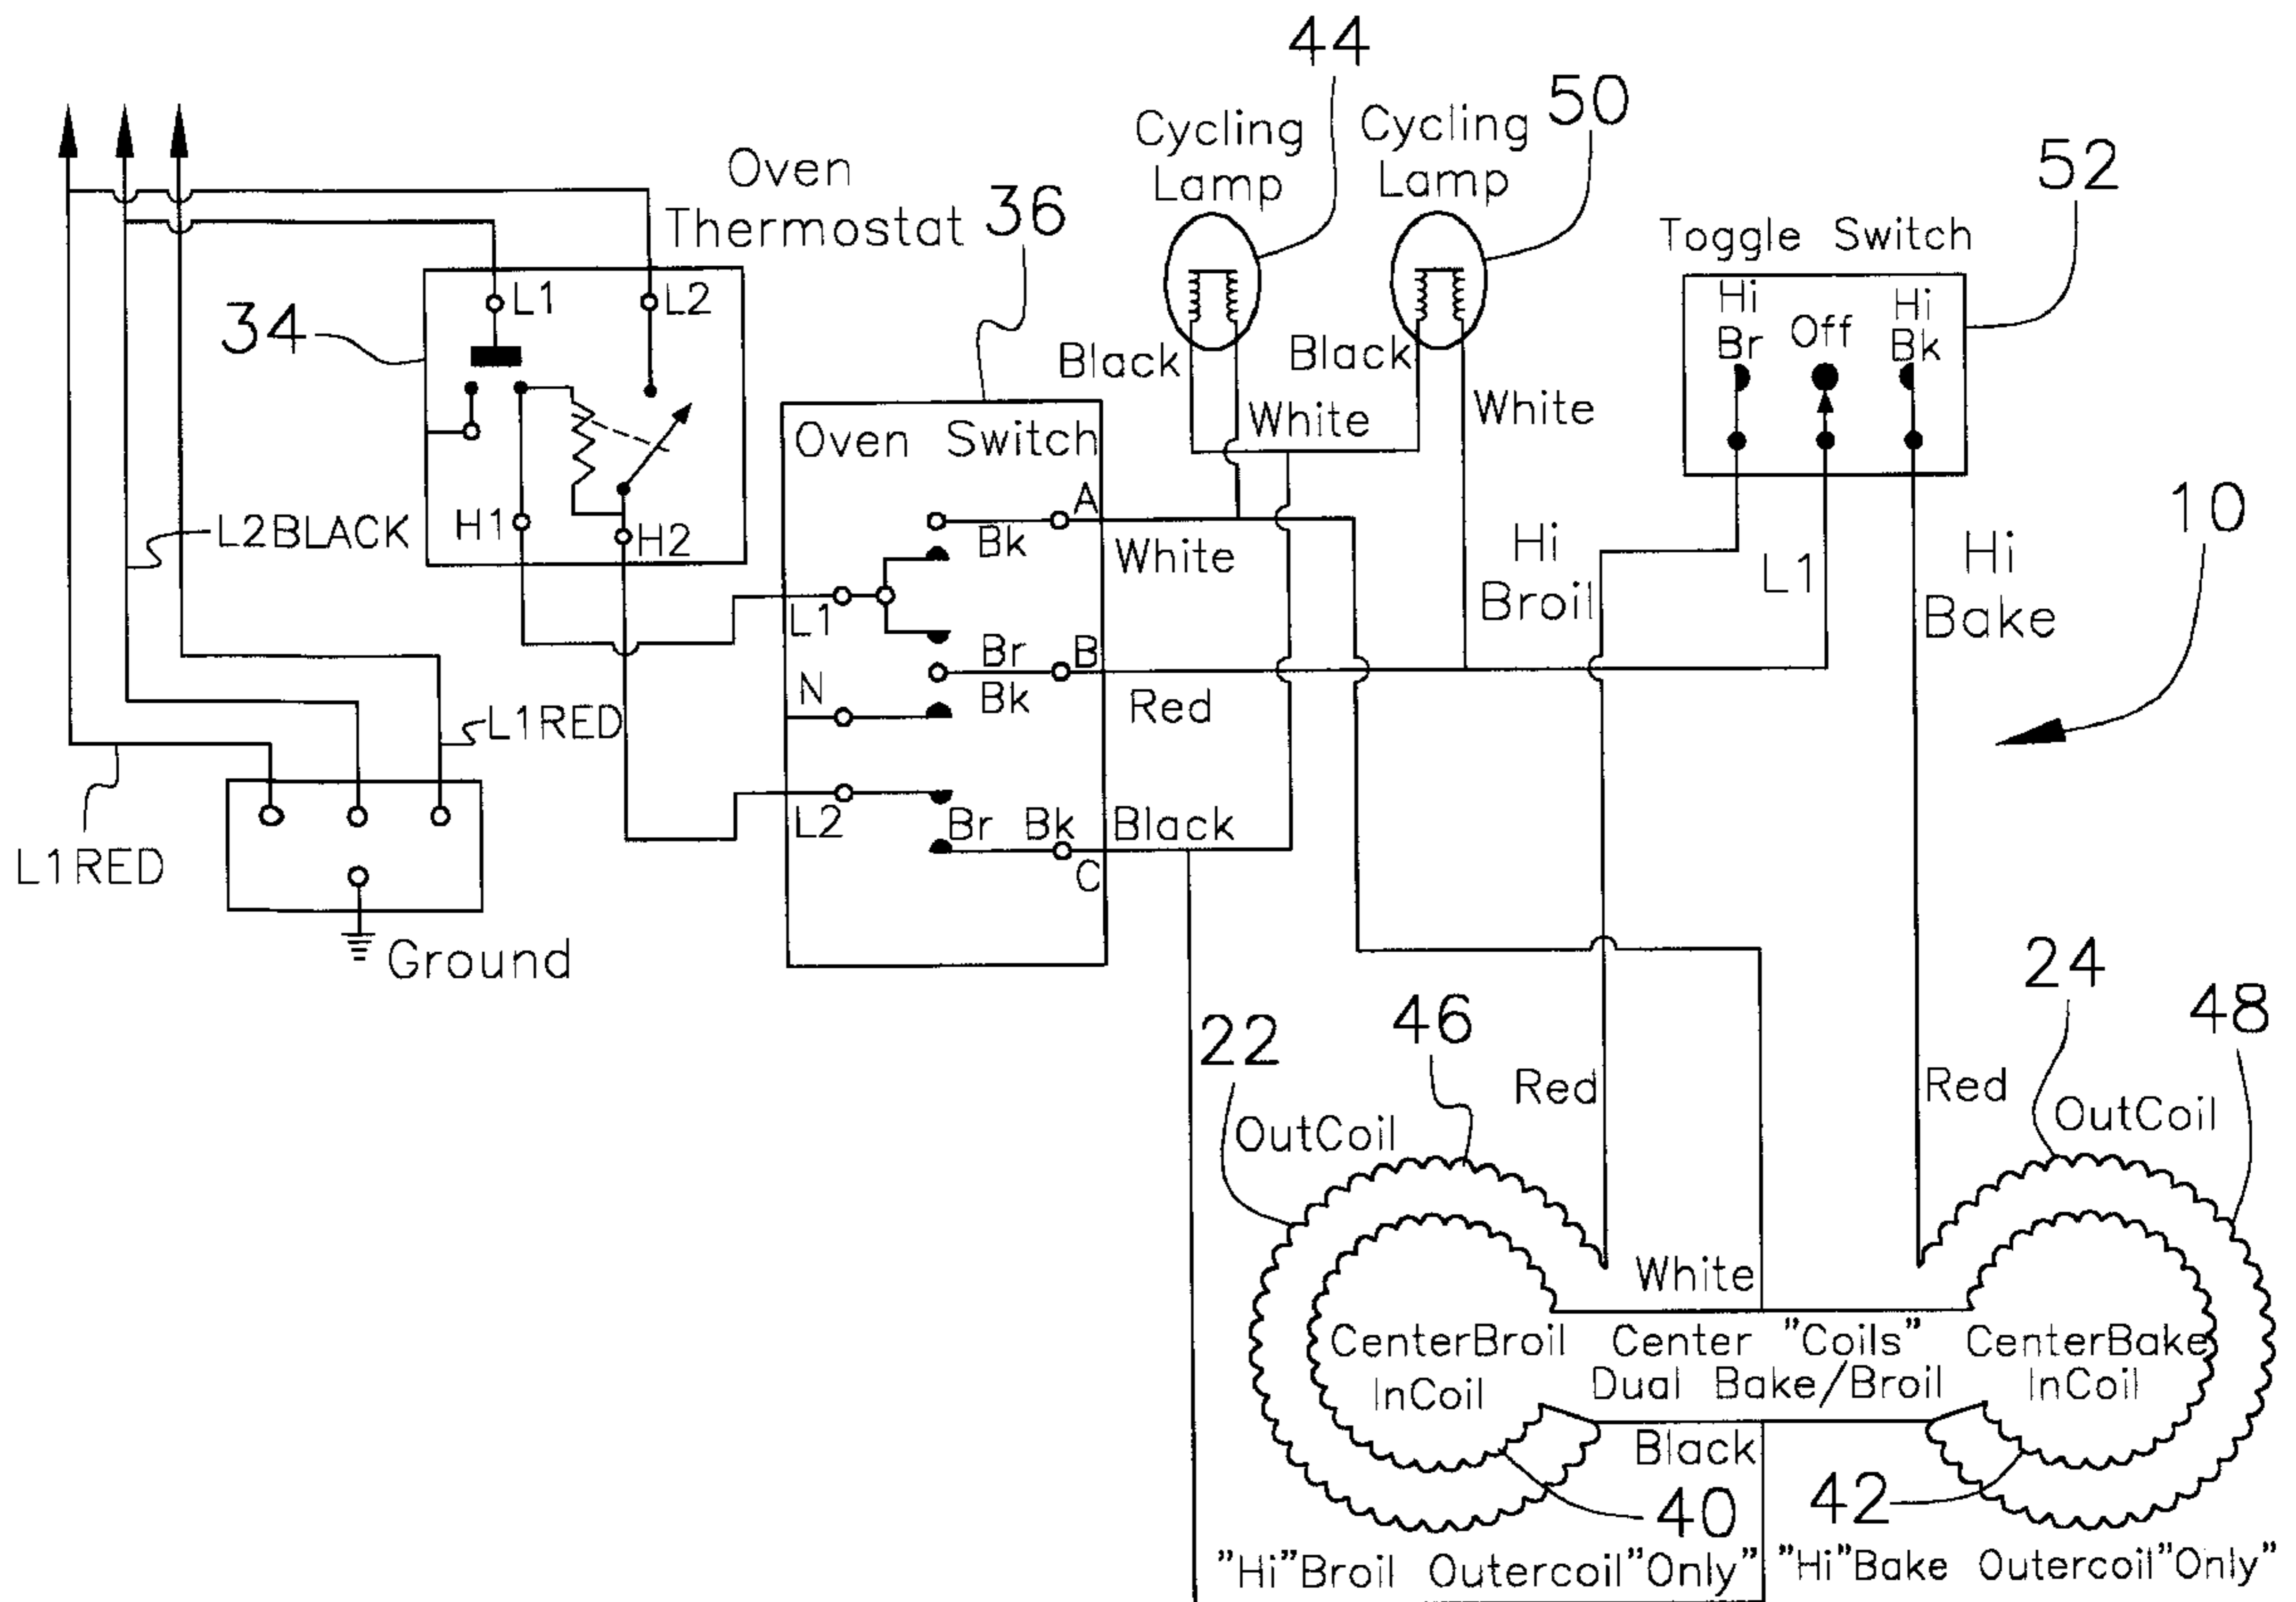 44
Cycling
Lamp
Cycling
Lamp
50
52
Oven
Thermostat
36
Toggle Switch
34
L1
L2
Hi
Br
Off
Hi
Bk
Black
Black
White
White
Oven Switch
10
L2BLACK
H1
H2
A
Bk
White
Hi
Broil
L1
Hi
Bake
L1
Br
B
Bk
N
Red
L1RED
L2
Br
Bk
Black
C
L1RED
Ground
24
48
22
46
Red
Red
OutCoil
OutCoil
White
CenterBroil
InCoil
Center "Coils"
Dual Bake/Broil
CenterBake
InCoil
Black
40
42
"Hi"Broil Outercoil"Only"
"Hi"Bake Outercoil"Only"